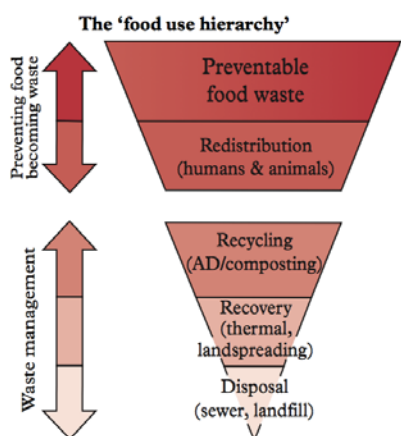 The ‘food use hierarchy’
Preventing food
becoming waste
Preventable
food waste
Redistribution
(humans & animals)
Waste management
Recycling
(AD/composting)
Recovery
(thermal,
landspreading)
Disposal
(sewer, landfill)